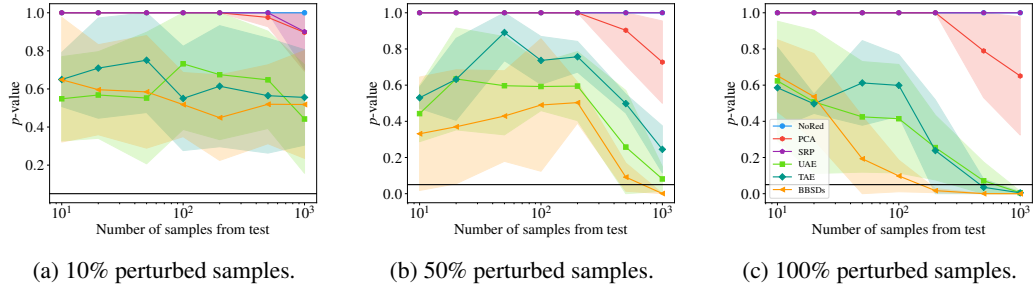 1.0
0.8
0.6
0.4
0.2
p-value
10¹ 10² 10³
Number of samples from test
(a) 10% perturbed samples.
1.0
0.8
0.6
0.4
0.2
0.0
p-value
10¹ 10² 10³
Number of samples from test
(b) 50% perturbed samples.
1.0
0.8
0.6
0.4
0.2
0.0
p-value
NoRed
PCA
SRP
UAE
TAE
BBSDs
10¹ 10² 10³
Number of samples from test
(c) 100% perturbed samples.